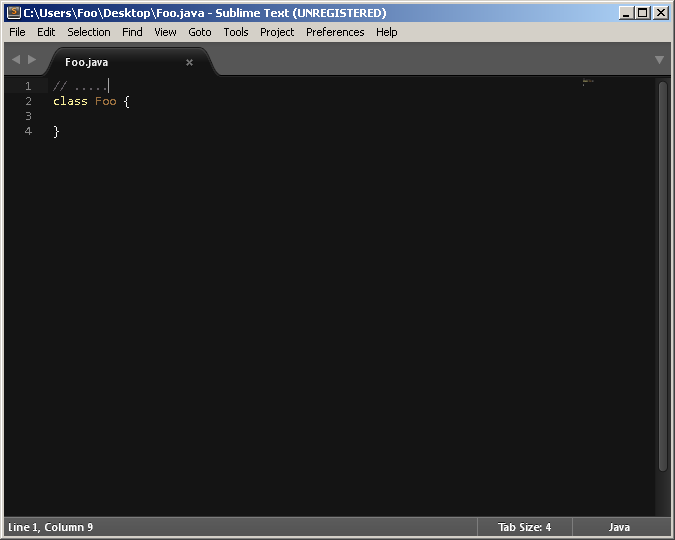 C:\Users\Foo\Desktop\Foo.java - Sublime Text (UNREGISTERED)
File Edit Selection Find View Goto Tools Project Preferences Help
Foo.java
1 // .....
2 class Foo {
3
4 }
Line 1, Column 9 Tab Size: 4 Java